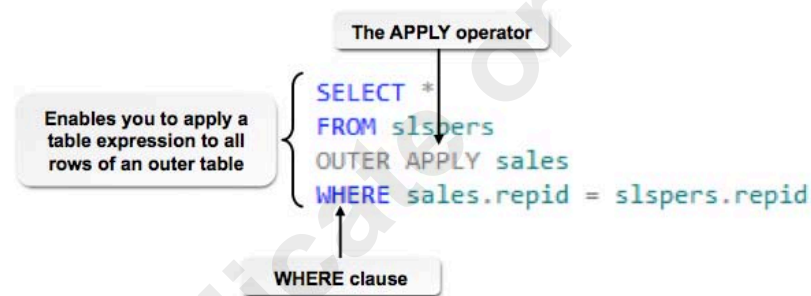 The APPLY operator
Enables you to apply a
table expression to all
rows of an outer table
SELECT *
FROM slspers
OUTER APPLY sales
WHERE sales.repid = slspers.repid
WHERE clause